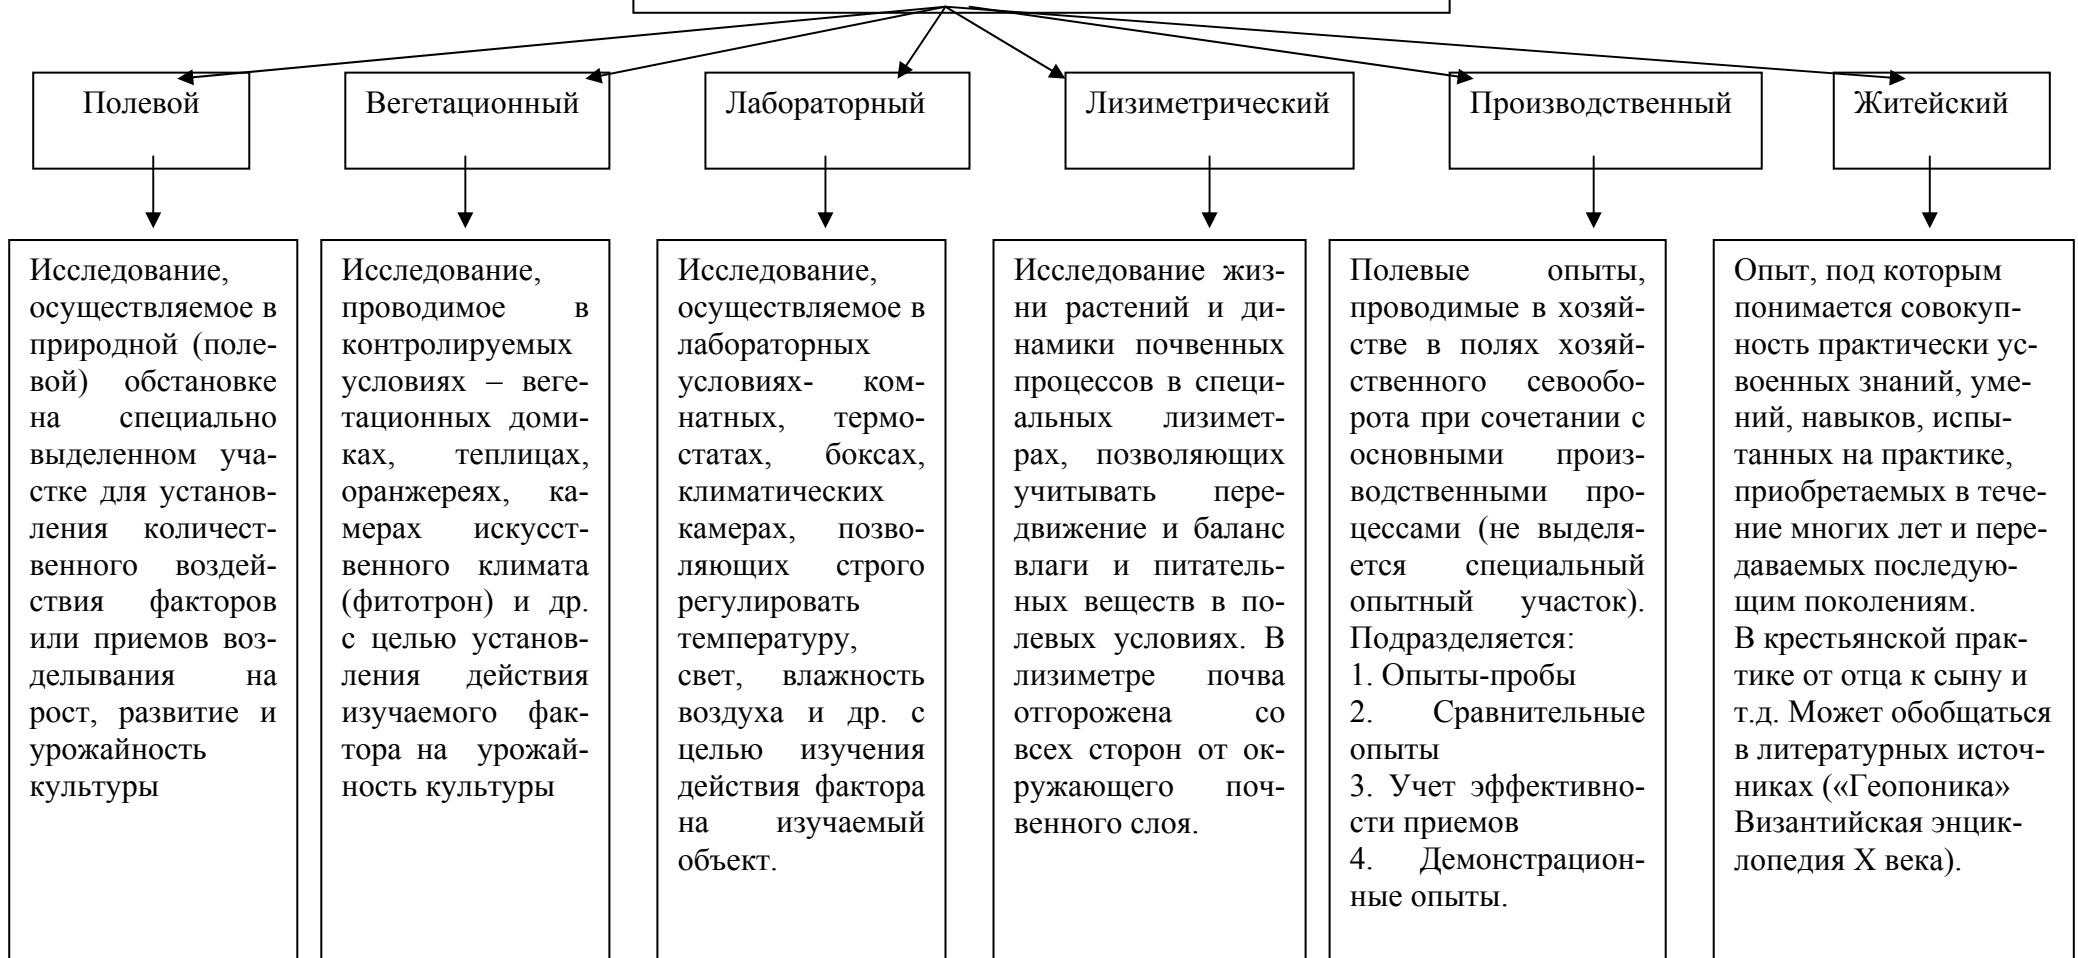 Полевой
Вегетационный
Лабораторный
Лизиметрический
Производственный
Житейский
Исследование,
осуществляемое в
природной (поле-
вой) обстановке
на специально
выделенном уча-
стке для установ-
ления количест-
венного воздей-
ствия факторов
или приемов воз-
делывания на
рост, развитие и
урожайность
культуры
Исследование,
проводимое в
контролируемых
условиях – веге-
тационных доми-
ках, теплицах,
оранжереях, ка-
мерах искусст-
венного климата
(фитотрон) и др.
с целью установ-
ления действия
изучаемого фак-
тора на урожай-
ность культуры
Исследование,
осуществляемое в
лабораторных
условиях- ком-
натных, термо-
статах, боксах,
климатических
камерах, позво-
ляющих строго
регулировать
температуру,
свет, влажность
воздуха и др. с
целью изучения
действия фактора
на изучаемый
объект.
Исследование жиз-
ни растений и ди-
намики почвенных
процессов в специ-
альных лизимет-
рах, позволяющих
учитывать пере-
движение и баланс
влаги и питатель-
ных веществ в по-
левых условиях. В
лизиметре почва
отгорожена со
всех сторон от ок-
ружающего поч-
венного слоя.
Полевые опыты,
проводимые в хозяй-
стве в полях хозяй-
ственного севообо-
рота при сочетании с
основными произ-
водственными про-
цессами (не выделя-
ется специальный
опытный участок).
Подразделяется:
1. Опыты-пробы
2. Сравнительные
опыты
3. Учет эффективно-
сти приемов
4. Демонстрацион-
ные опыты.
Опыт, под которым
понимается совокуп-
ность практически ус-
военных знаний, уме-
ний, навыков, испы-
танных на практике,
приобретаемых в тече-
ние многих лет и пере-
даваемых последую-
щим поколениям.
В крестьянской прак-
тике от отца к сыну и
т.д. Может обобщаться
в литературных источ-
никах («Геопоника»
Византийская энцик-
лопедия X века).